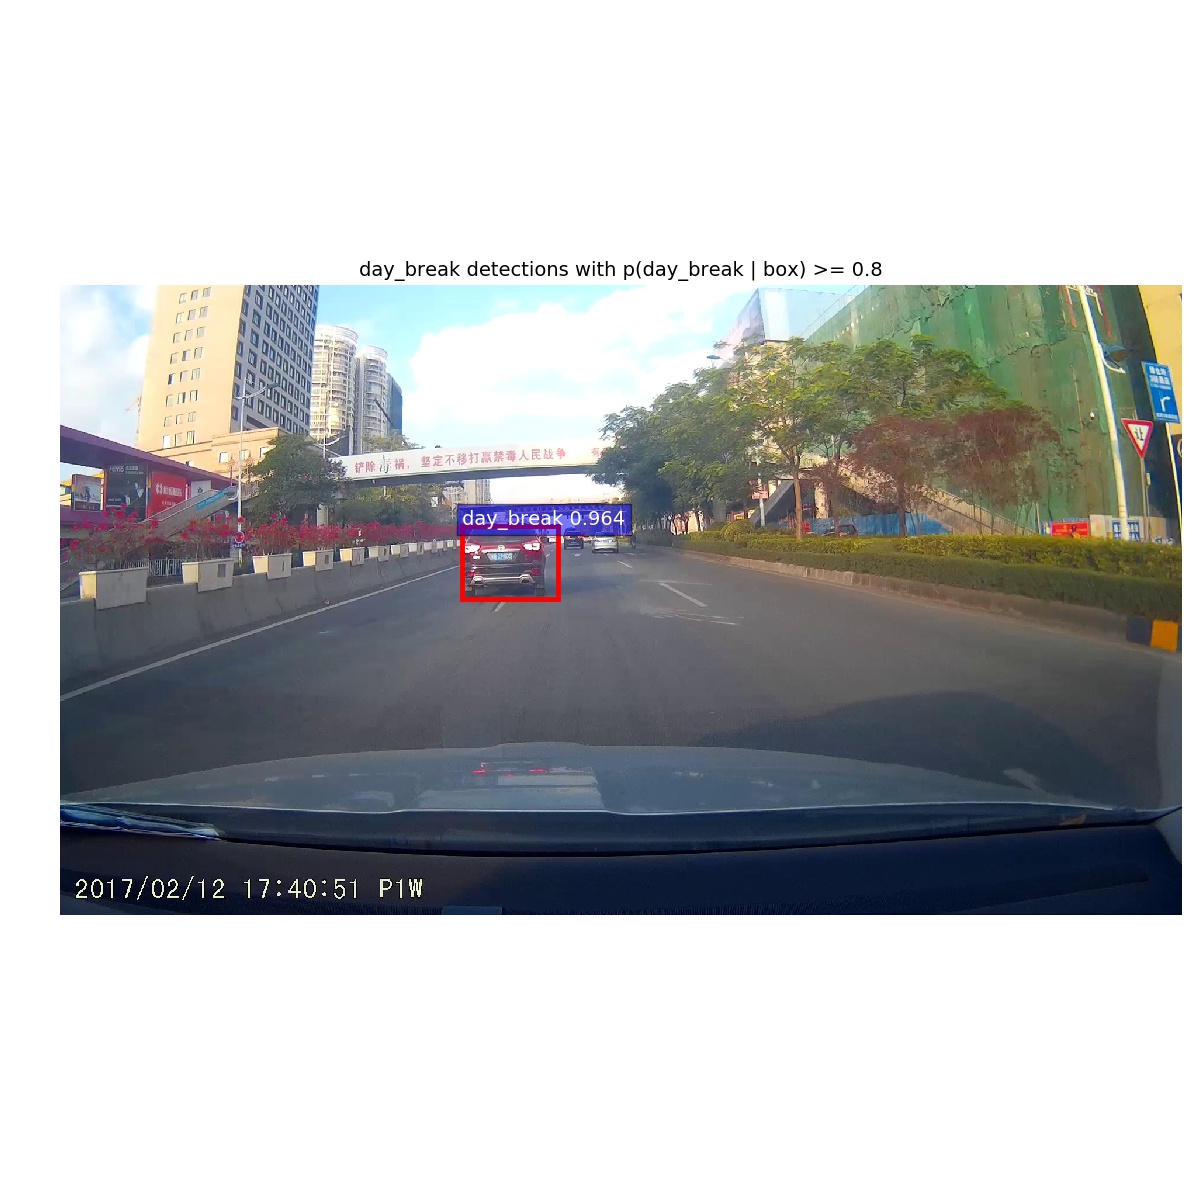 day_break detections with p(day_break | box) >= 0.8
铲除毒祸，坚定不移打赢禁毒人民战争
day_break 0.964
让
2017/02/12 17:40:51 P1W